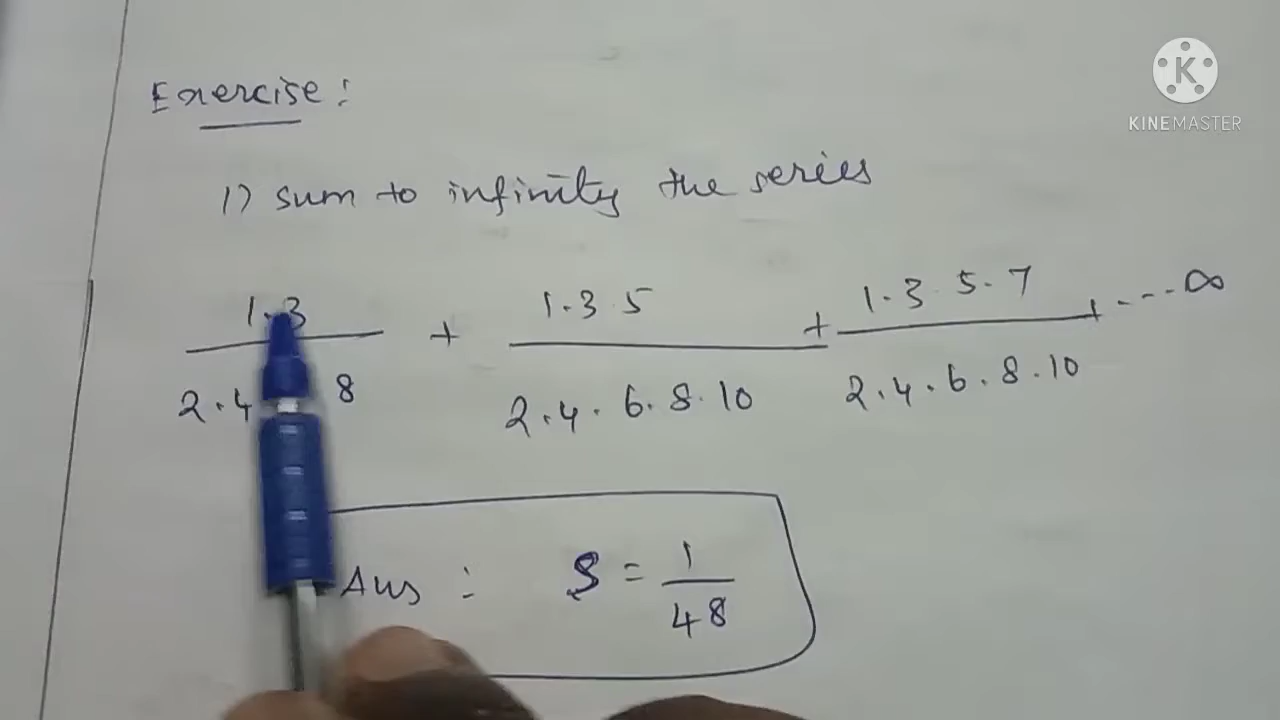 Exercise:
K
KINEMASTER
1) sum to infinity the series
1.3 / 2.4 8 + 1.3.5 / 2.4.6.8.10 + 1.3.5.7 / 2.4.6.8.10 + .... ∞
Ans : S = 1 / 48